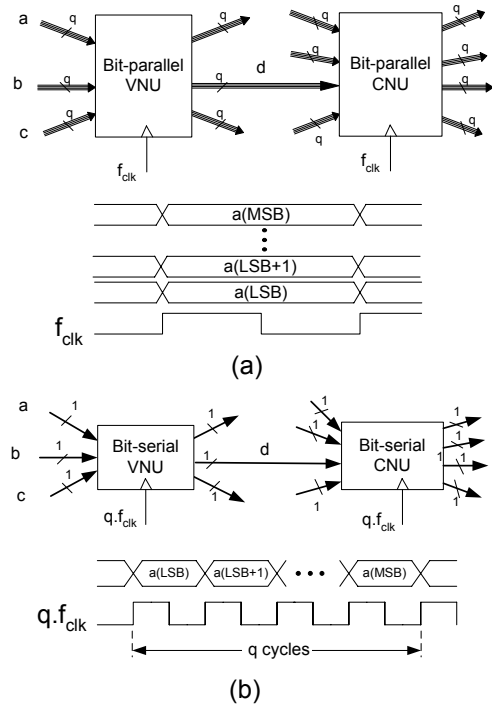 a q q q
Bit-parallel VNU
b q q d
c q q
f_clk
q q q
Bit-parallel CNU
q q q
f_clk
a(MSB)
a(LSB+1)
a(LSB)
f_clk
(a)
a 1 1 1 1
Bit-serial VNU
b 1 1 d
c 1 1
q.f_clk
1
Bit-serial CNU
1 1
1 1
q.f_clk
a(LSB) a(LSB+1) a(MSB)
q.f_clk
q cycles
(b)